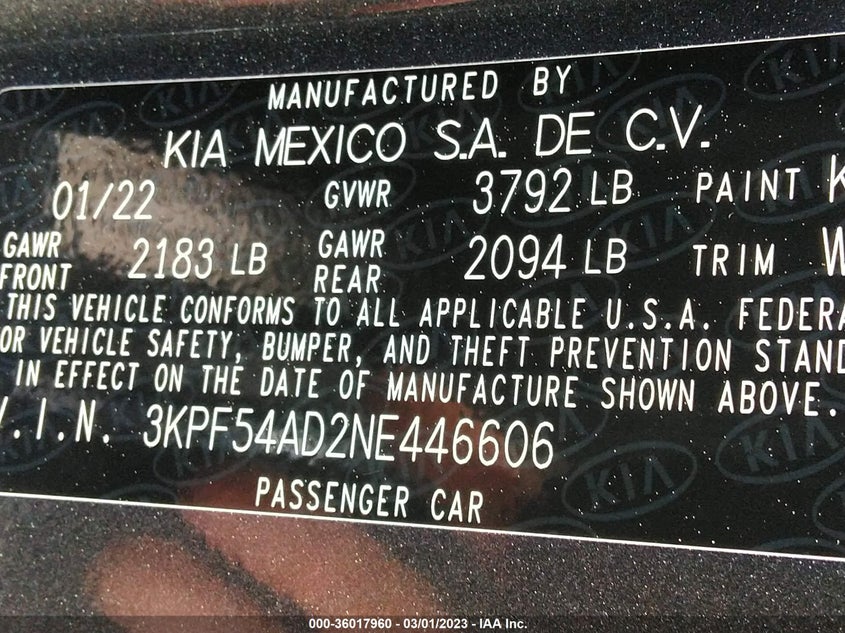 MANUFACTURED BY
KIA MEXICO S.A. DE C.V.
01/22 GVWR 3792 LB PAINT K
GAWR FRONT 2183 LB GAWR REAR 2094 LB TRIM W
THIS VEHICLE CONFORMS TO ALL APPLICABLE U.S.A. FEDERA
OR VEHICLE SAFETY, BUMPER, AND THEFT PREVENTION STAND
IN EFFECT ON THE DATE OF MANUFACTURE SHOWN ABOVE.
V.I.N. 3KPF54AD2NE446606
PASSENGER CAR
000-36017960 - 03/01/2023 - IAA Inc.